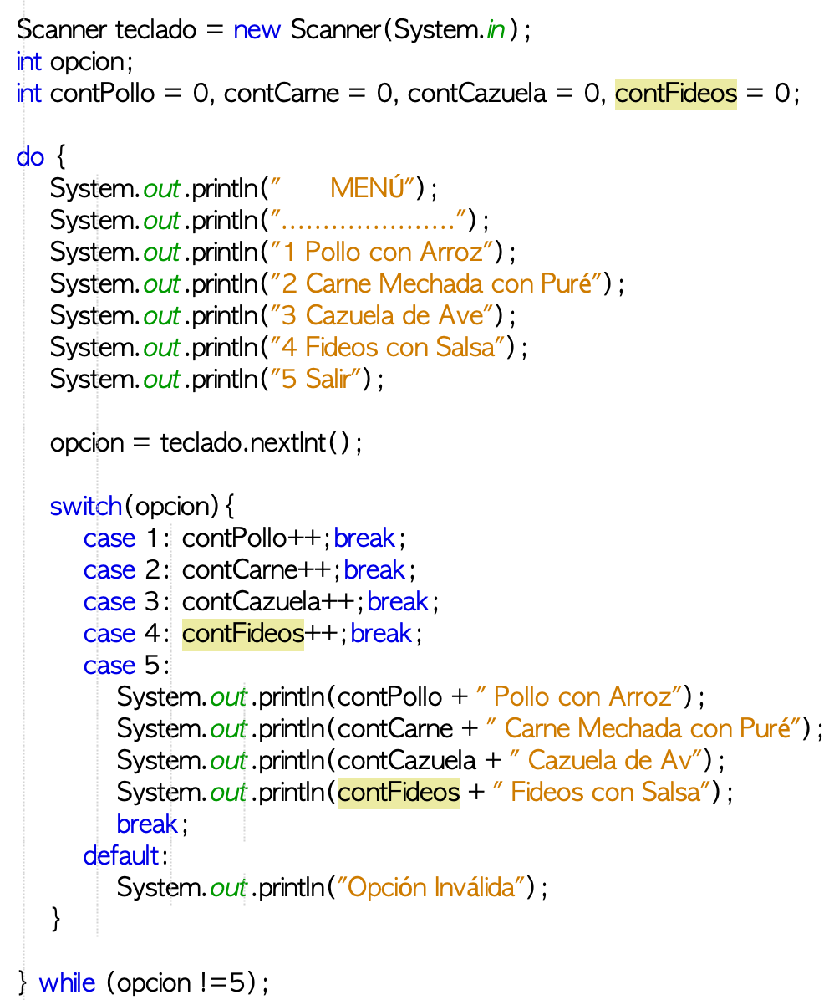 Scanner teclado = new Scanner(System.in);
int opcion;
int contPollo = 0, contCarne = 0, contCazuela = 0, contFideos = 0;
do {
System.out.println("      MENÚ");
System.out.println(".....................");
System.out.println("1 Pollo con Arroz");
System.out.println("2 Carne Mechada con Puré");
System.out.println("3 Cazuela de Ave");
System.out.println("4 Fideos con Salsa");
System.out.println("5 Salir");
opcion = teclado.nextInt();
switch(opcion){
case 1: contPollo++;break;
case 2: contCarne++;break;
case 3: contCazuela++;break;
case 4: contFideos++;break;
case 5:
System.out.println(contPollo + " Pollo con Arroz");
System.out.println(contCarne + " Carne Mechada con Puré");
System.out.println(contCazuela + " Cazuela de Av");
System.out.println(contFideos + " Fideos con Salsa");
break;
default:
System.out.println("Opción Inválida");
}
} while (opcion !=5);